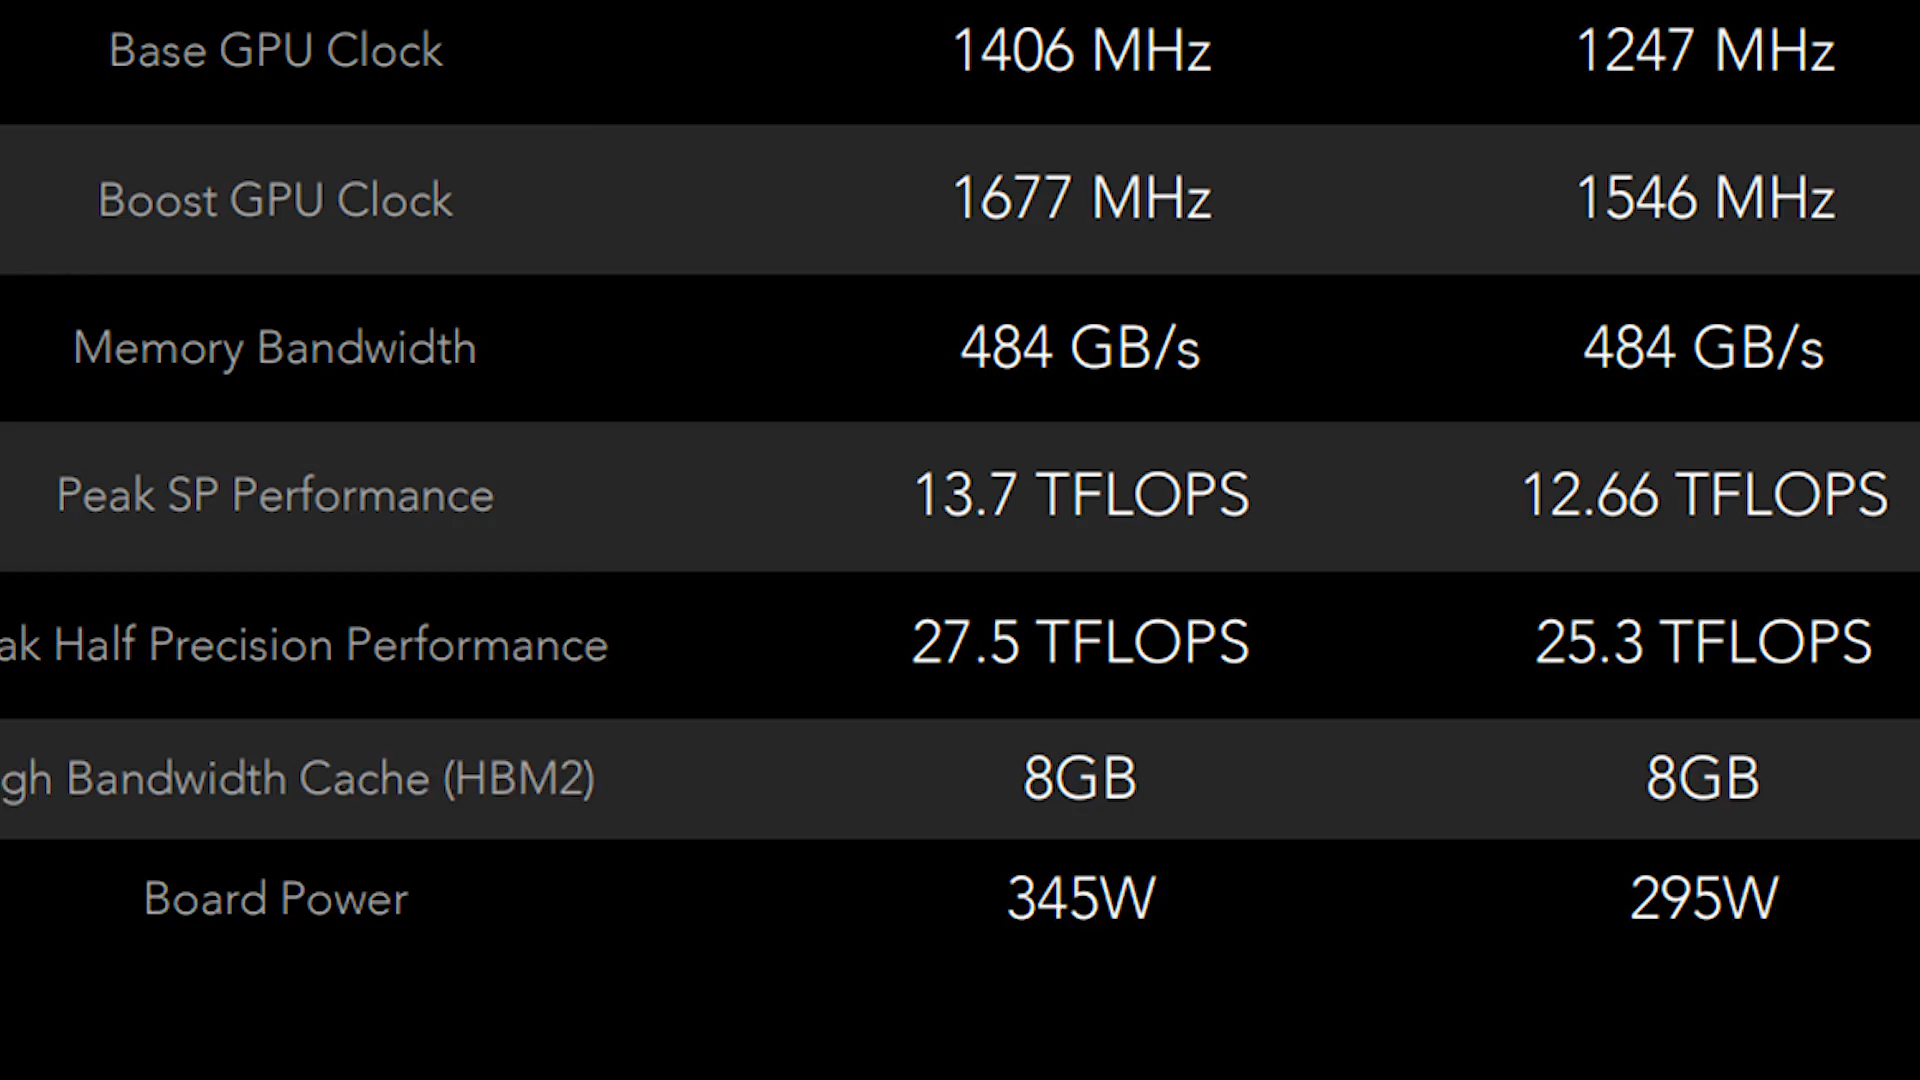 Base GPU Clock 1406 MHz 1247 MHz
Boost GPU Clock 1677 MHz 1546 MHz
Memory Bandwidth 484 GB/s 484 GB/s
Peak SP Performance 13.7 TFLOPS 12.66 TFLOPS
ak Half Precision Performance 27.5 TFLOPS 25.3 TFLOPS
gh Bandwidth Cache (HBM2) 8GB 8GB
Board Power 345W 295W